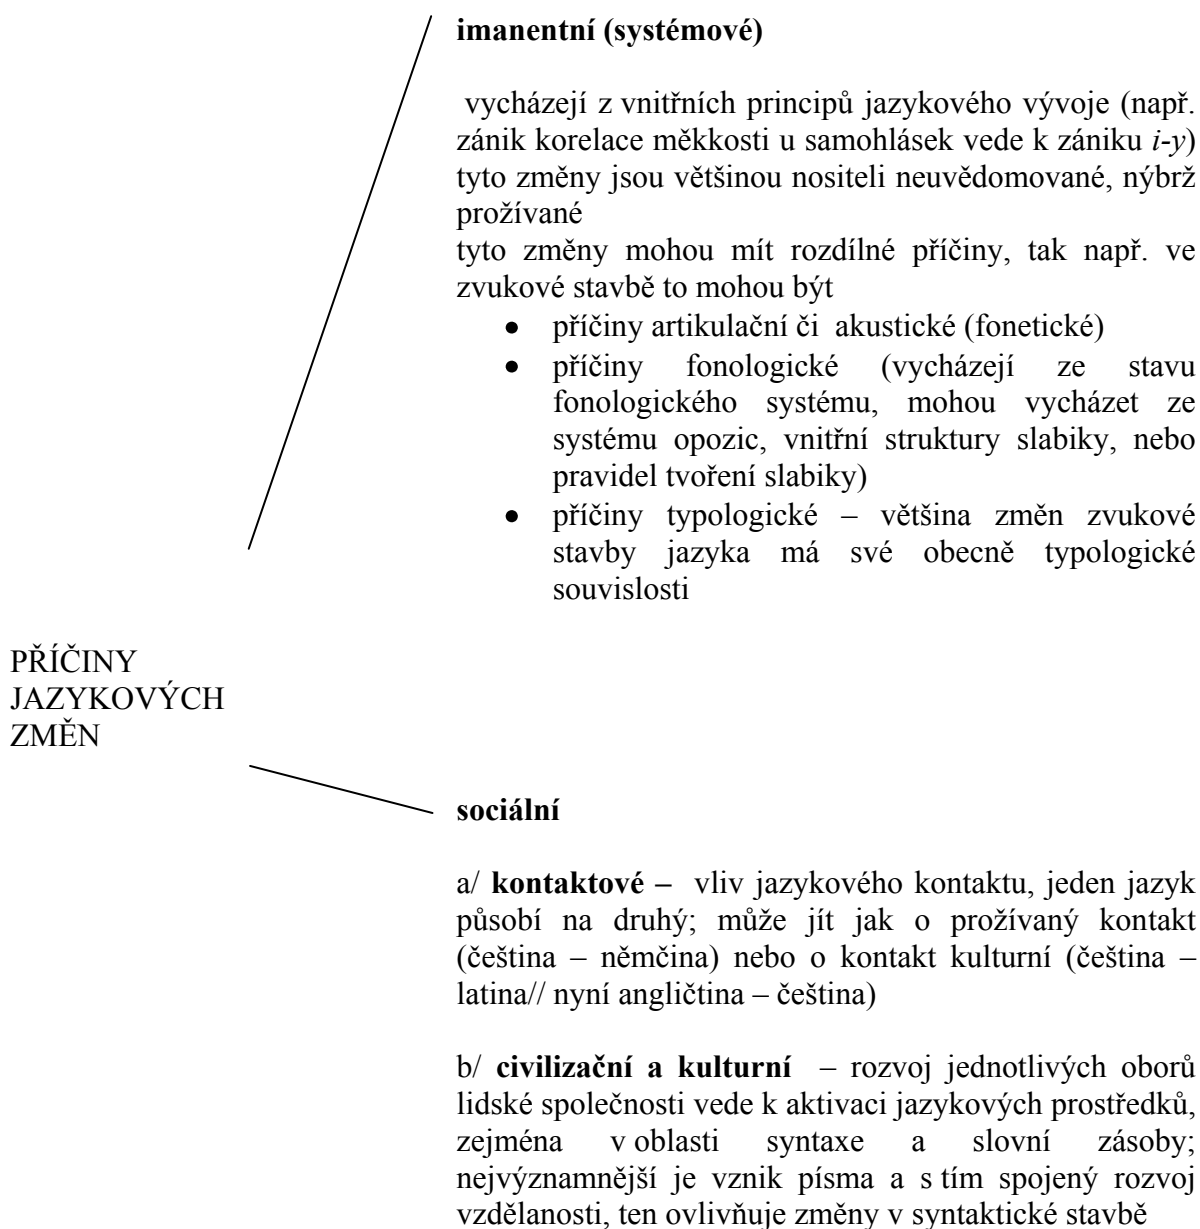 imanentní (systémové)
vycházejí z vnitřních principů jazykového vývoje (např.
zánik korelace měkkosti u samohlásek vede k zániku i-y)
tyto změny jsou většinou nositeli neuvědomované, nýbrž
prožívané
tyto změny mohou mít rozdílné příčiny, tak např. ve
zvukové stavbě to mohou být
• příčiny artikulační či akustické (fonetické)
• příčiny fonologické (vycházejí ze stavu
fonologického systému, mohou vycházet ze
systému opozic, vnitřní struktury slabiky, nebo
pravidel tvoření slabiky)
• příčiny typologické – většina změn zvukové
stavby jazyka má své obecně typologické
souvislosti
PŘÍČINY
JAZYKOVÝCH
ZMĚN
sociální
a/ kontaktové – vliv jazykového kontaktu, jeden jazyk
působí na druhý; může jít jak o prožívaný kontakt
(čeština – němčina) nebo o kontakt kulturní (čeština –
latina// nyní angličtina – čeština)
b/ civilizační a kulturní – rozvoj jednotlivých oborů
lidské společnosti vede k aktivaci jazykových prostředků,
zejména v oblasti syntaxe a slovní zásoby;
nejvýznamnější je vznik písma a s tím spojený rozvoj
vzdělanosti, ten ovlivňuje změny v syntaktické stavbě